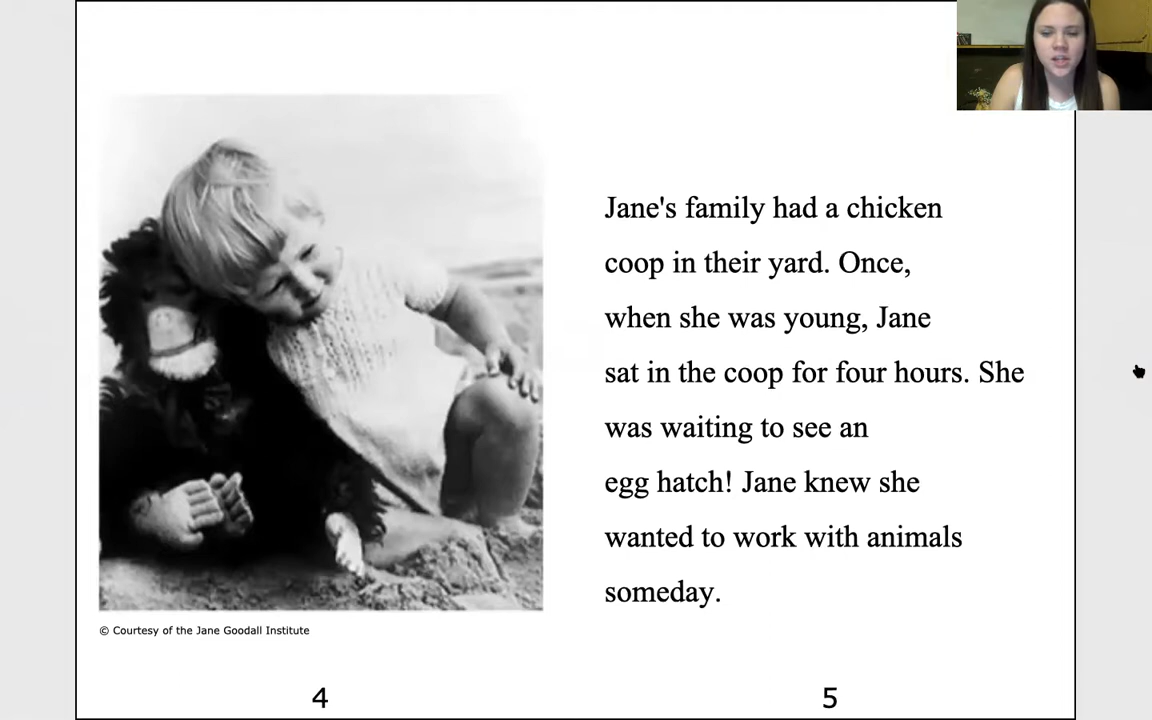 Jane's family had a chicken
coop in their yard. Once,
when she was young, Jane
sat in the coop for four hours. She
was waiting to see an
egg hatch! Jane knew she
wanted to work with animals
someday.
© Courtesy of the Jane Goodall Institute
4
5